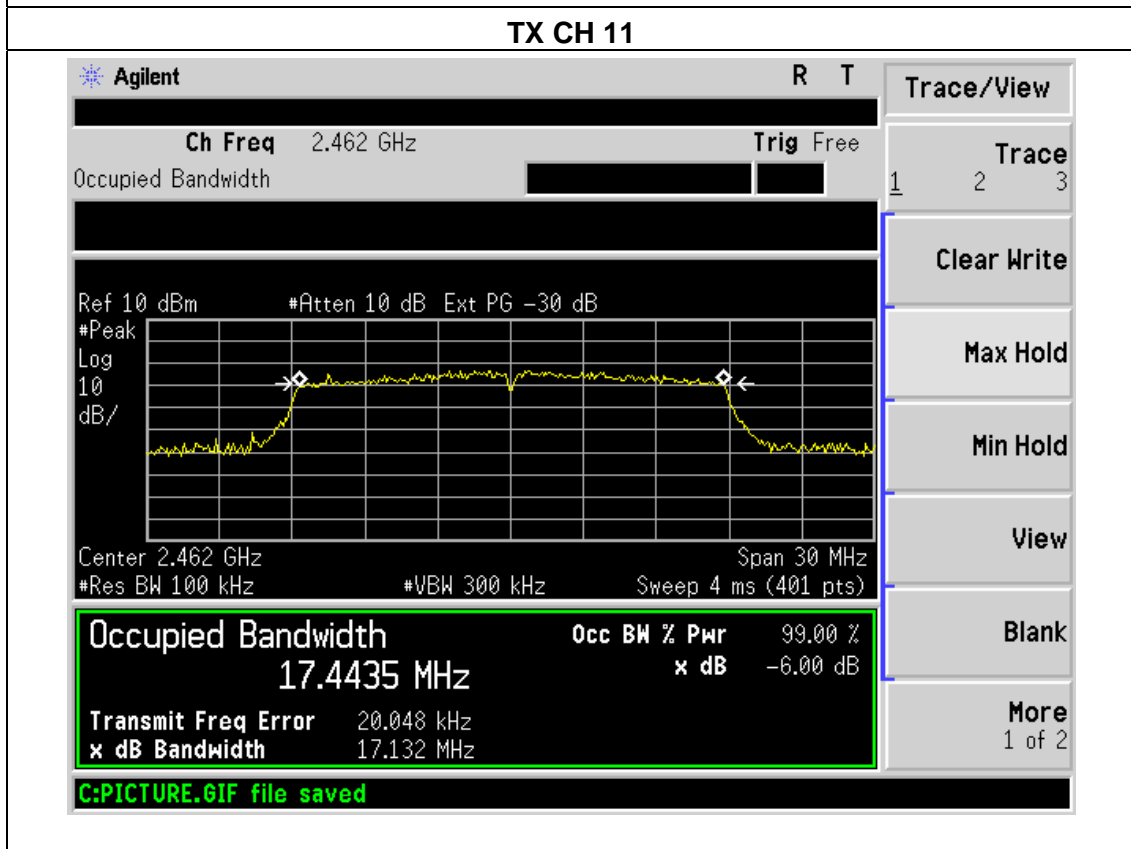 TX CH 11
Agilent R T
Trace/View
Ch Freq 2.462 GHz Trig Free
Occupied Bandwidth
Trace
1 2 3
Clear Write
Ref 10 dBm #Atten 10 dB Ext PG -30 dB
#Peak
Log
10
dB/
Max Hold
Min Hold
View
Center 2.462 GHz Span 30 MHz
#Res BW 100 kHz #VBW 300 kHz Sweep 4 ms (401 pts)
Occupied Bandwidth
17.4435 MHz
Occ BW % Pwr 99.00 %
x dB -6.00 dB
Transmit Freq Error 20.048 kHz
x dB Bandwidth 17.132 MHz
Blank
More
1 of 2
C:PICTURE.GIF file saved